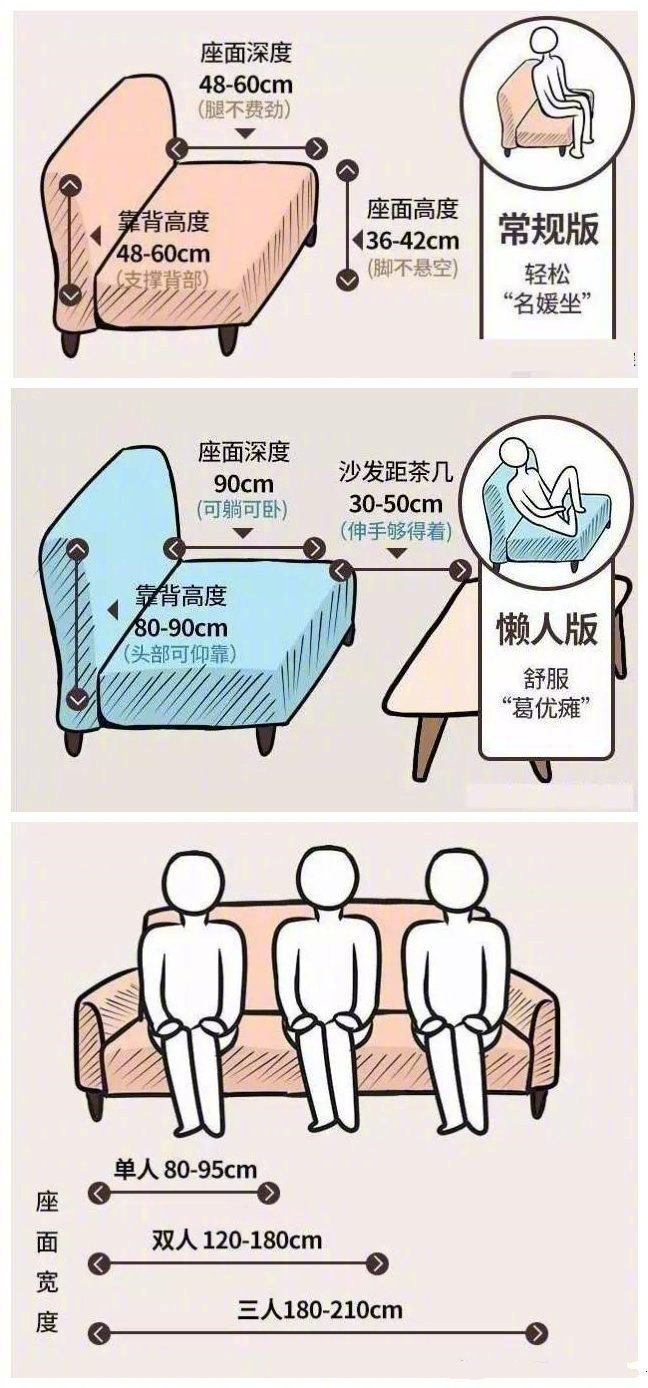 座面深度
48-60cm
(腿不费劲)
靠背高度
48-60cm
(支撑背部)
座面高度
36-42cm
(脚不悬空)
常规版
轻松
“名媛坐”
座面深度
90cm
(可躺可卧)
沙发距茶几
30-50cm
(伸手够得着)
靠背高度
80-90cm
(头部可仰靠)
懒人版
舒服
“葛优瘫”
座面宽度
单人 80-95cm
双人 120-180cm
三人180-210cm